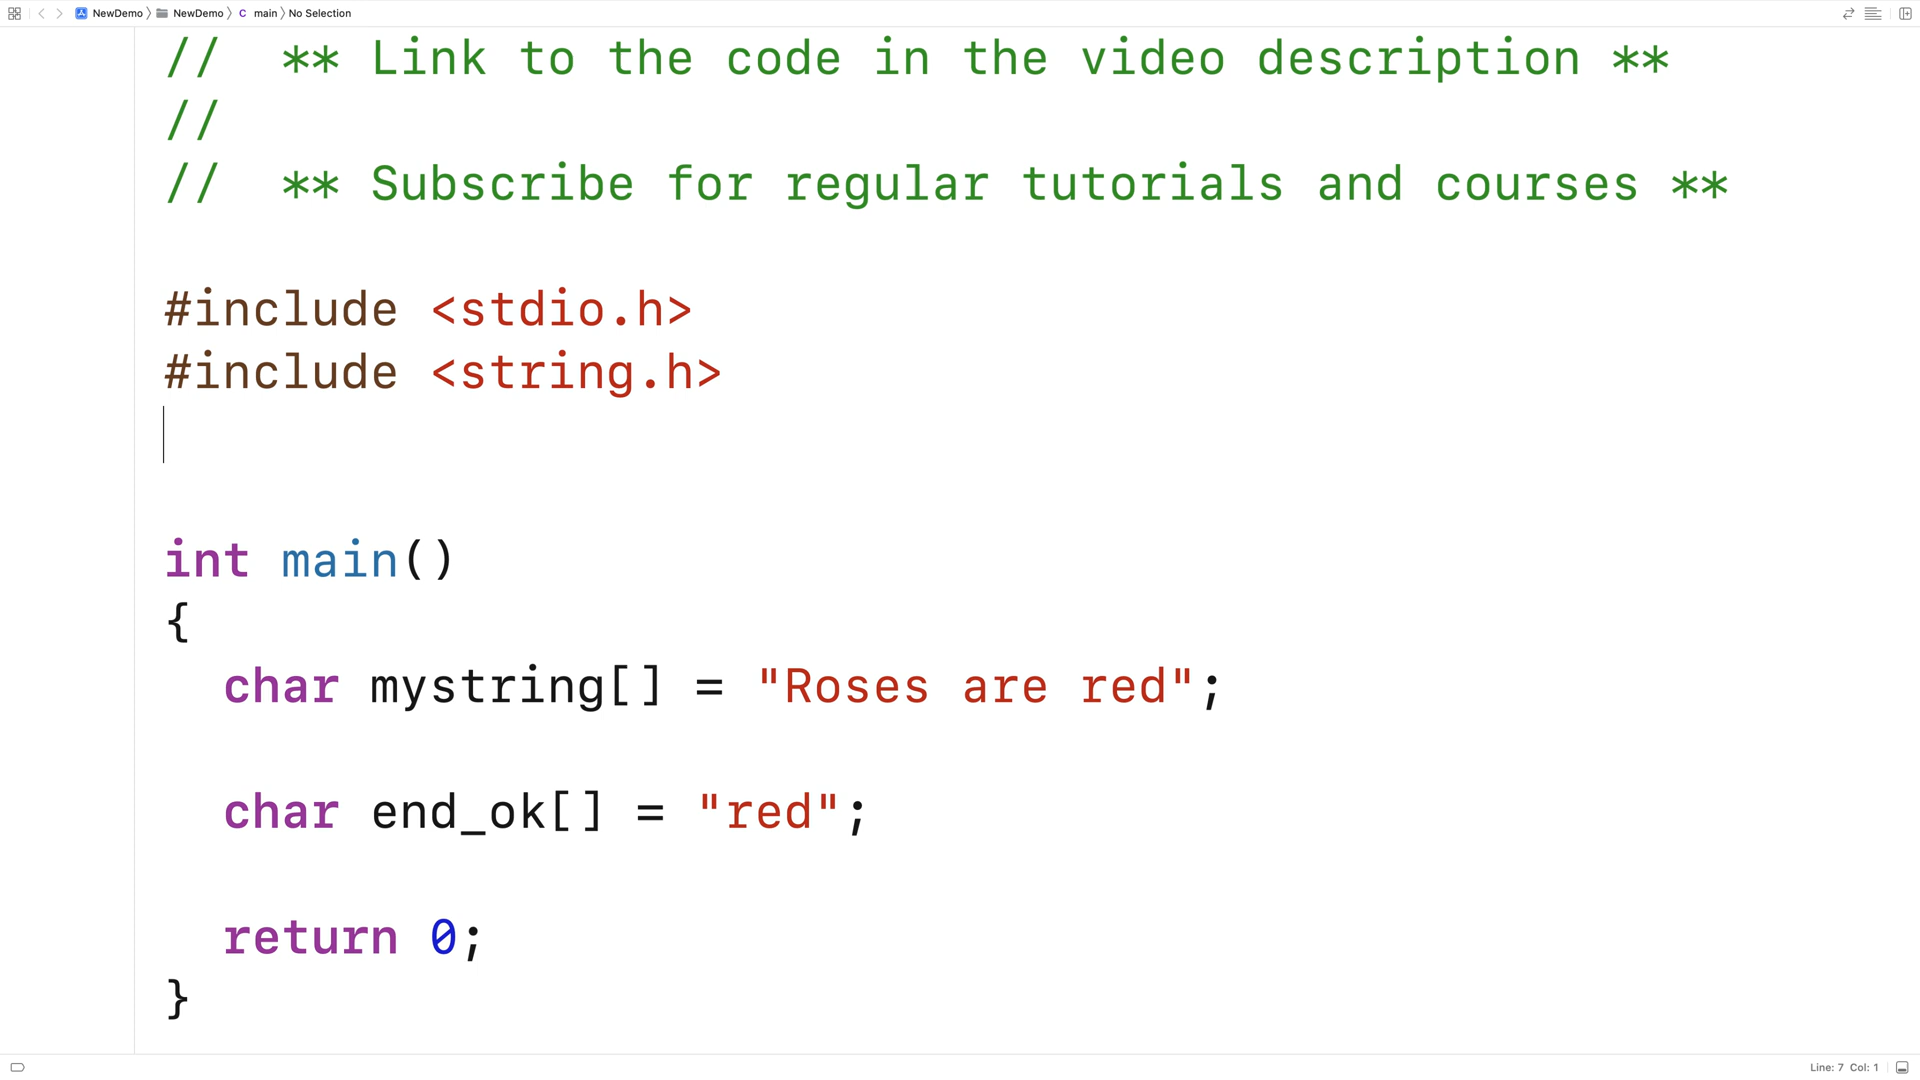 NewDemo 〉 NewDemo 〉 C main 〉 No Selection
//  ** Link to the code in the video description **
//
//  ** Subscribe for regular tutorials and courses **
#include <stdio.h>
#include <string.h>
int main()
{
  char mystring[] = "Roses are red";
  char end_ok[] = "red";
  return 0;
}
Line: 7  Col: 1